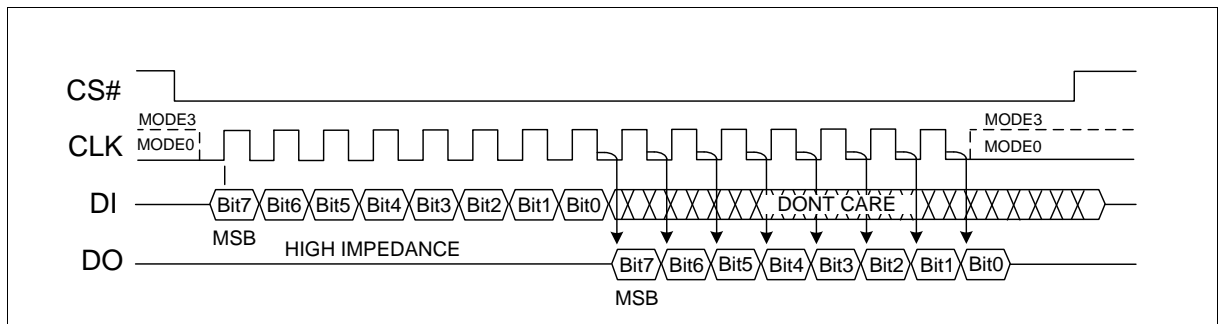 CS#
MODE3 MODE3
CLK MODE0 MODE0
DI Bit7 Bit6 Bit5 Bit4 Bit3 Bit2 Bit1 Bit0 DONT CARE
MSB HIGH IMPEDANCE
DO Bit7 Bit6 Bit5 Bit4 Bit3 Bit2 Bit1 Bit0
MSB